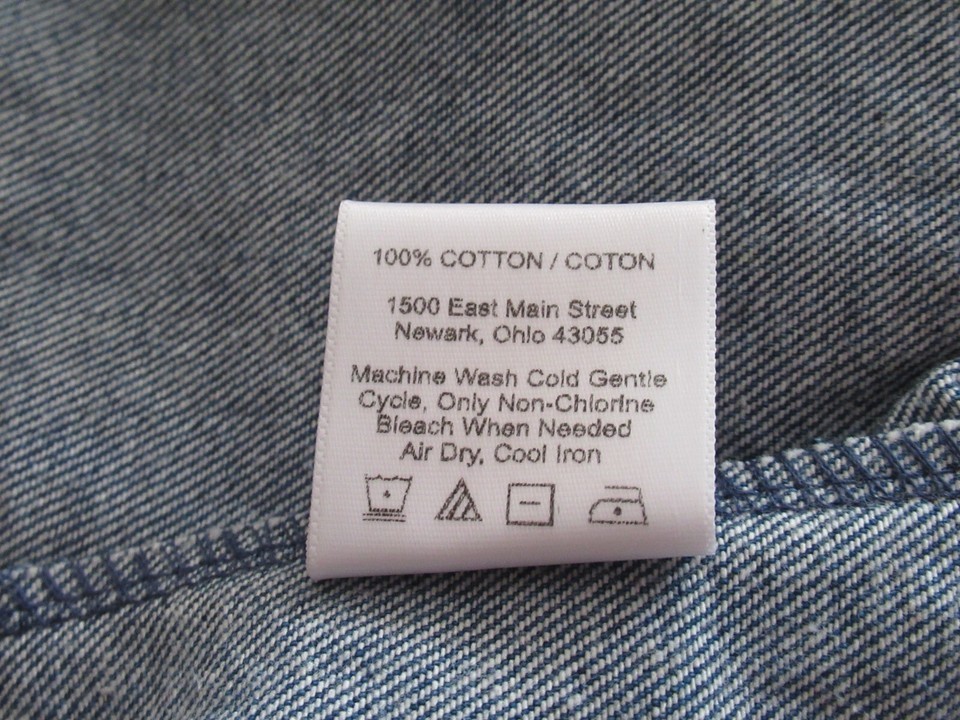 100% COTTON / COTON
1500 East Main Street
Newark, Ohio 43055
Machine Wash Cold Gentle
Cycle, Only Non-Chlorine
Bleach When Needed
Air Dry, Cool Iron